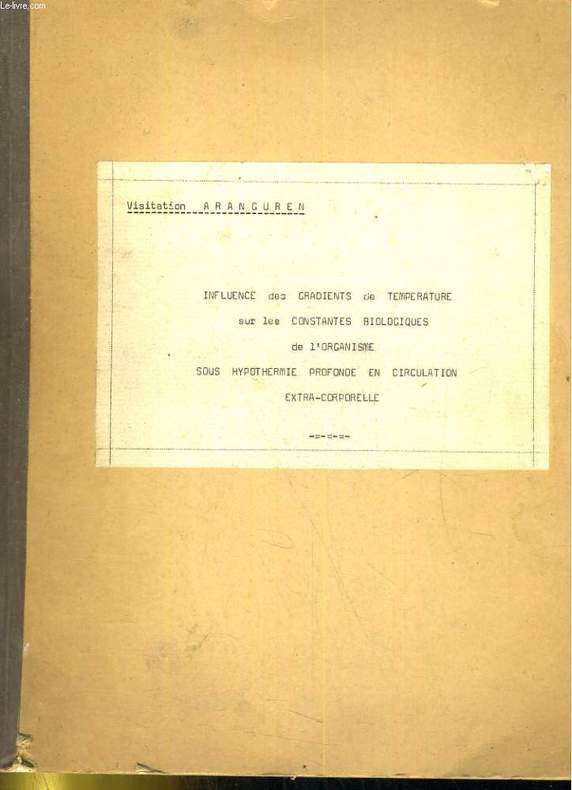 Le-livre.com
Visitation A R A N G U R E N
INFLUENCE des GRADIENTS de TEMPERATURE
sur les CONSTANTES BIOLOGIQUES
de l'ORGANISME
SOUS HYPOTHERMIE PROFONDE EN CIRCULATION
EXTRA-CORPORELLE
-=-=-=-